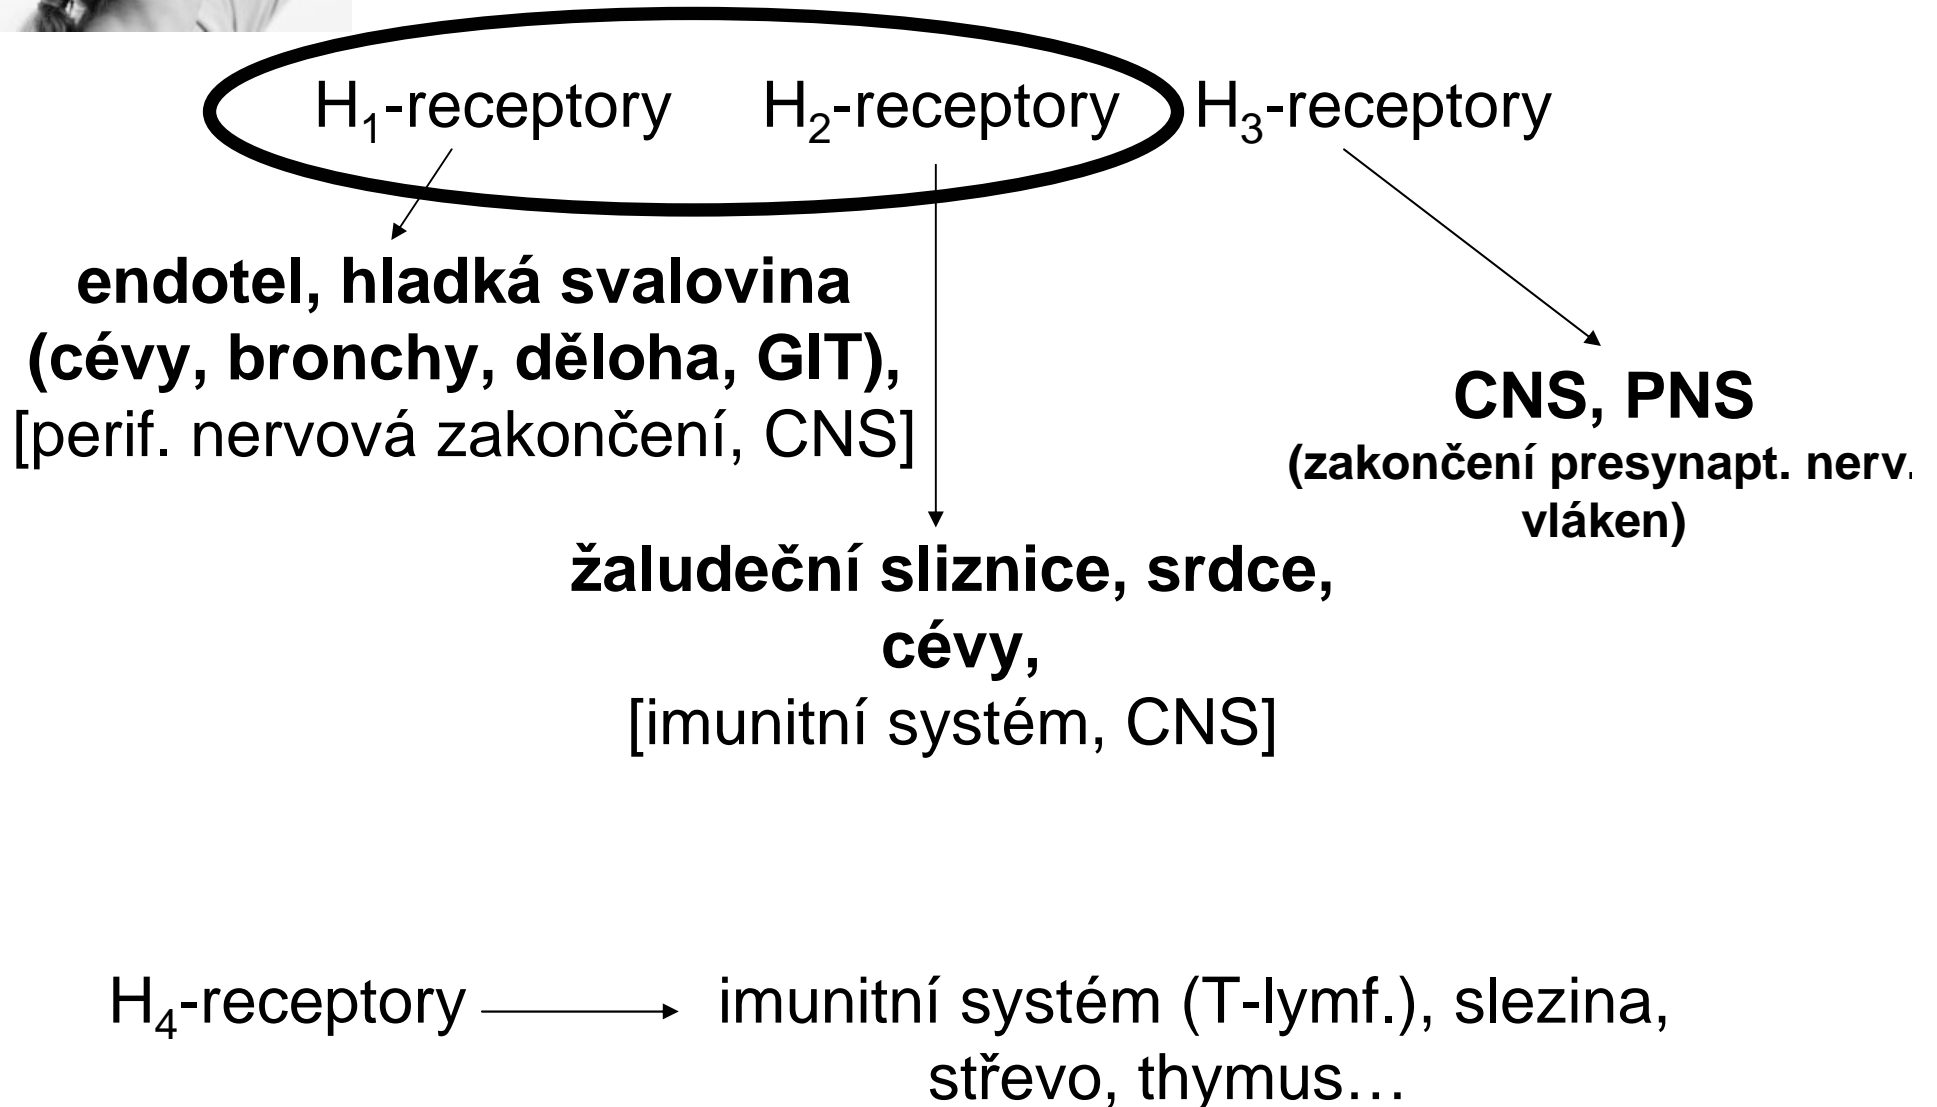 H₁-receptory H₂-receptory H₃-receptory
endotel, hladká svalovina
(cévy, bronchy, děloha, GIT),
[perif. nervová zakončení, CNS]
CNS, PNS
(zakončení presynapt. nerv.
vláken)
žaludeční sliznice, srdce,
cévy,
[imunitní systém, CNS]
H₄-receptory imunitní systém (T-lymf.), slezina,
střevo, thymus…